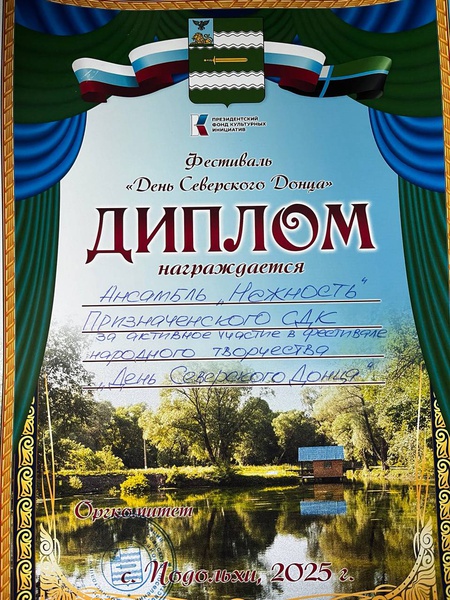 ПРЕЗИДЕНТСКИЙ
ФОНД КУЛЬТУРНЫХ
ИНИЦИАТИВ
Фестиваль
«День Северского Донца»
ДИПЛОМ
награждается
Ансамбль „Нежность"
Призначенского СДК
за активное участие в фестивале
народного творчества
„День Северского Донца"
Оргкомитет
с. Подольхи, 2025 г.